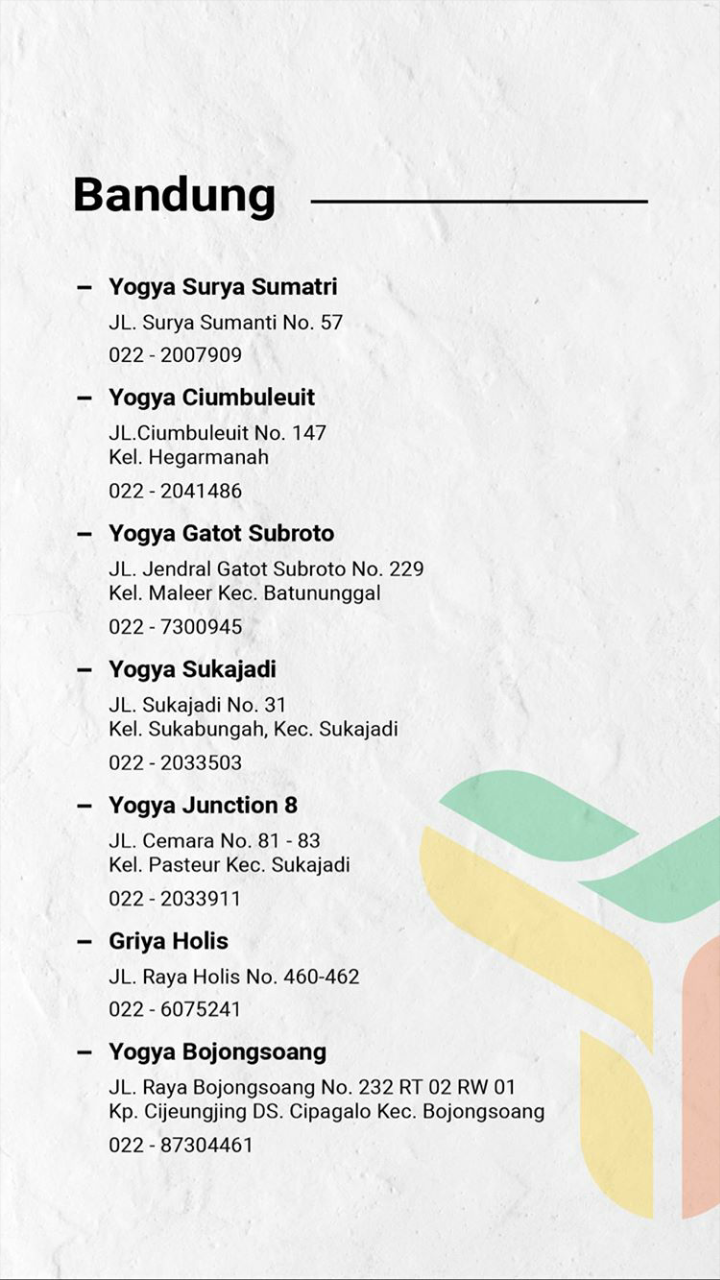 Bandung
– Yogya Surya Sumatri
JL. Surya Sumanti No. 57
022 - 2007909
– Yogya Ciumbuleuit
JL.Ciumbuleuit No. 147
Kel. Hegarmanah
022 - 2041486
– Yogya Gatot Subroto
JL. Jendral Gatot Subroto No. 229
Kel. Maleer Kec. Batununggal
022 - 7300945
– Yogya Sukajadi
JL. Sukajadi No. 31
Kel. Sukabungah, Kec. Sukajadi
022 - 2033503
– Yogya Junction 8
JL. Cemara No. 81 - 83
Kel. Pasteur Kec. Sukajadi
022 - 2033911
– Griya Holis
JL. Raya Holis No. 460-462
022 - 6075241
– Yogya Bojongsoang
JL. Raya Bojongsoang No. 232 RT 02 RW 01
Kp. Cijeungjing DS. Cipagalo Kec. Bojongsoang
022 - 87304461